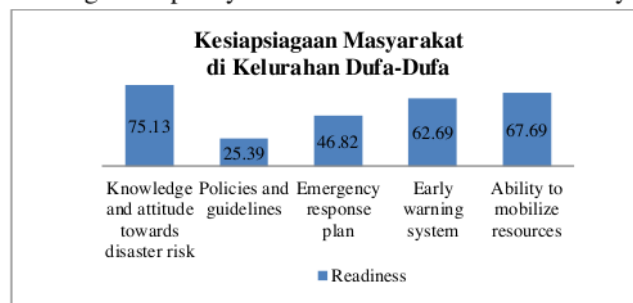 Kesiapsiagaan Masyarakat
di Kelurahan Dufa-Dufa
75.13
25.39
46.82
62.69
67.69
Knowledge and attitude towards disaster risk
Policies and guidelines
Emergency response plan
Early warning system
Ability to mobilize resources
Readiness